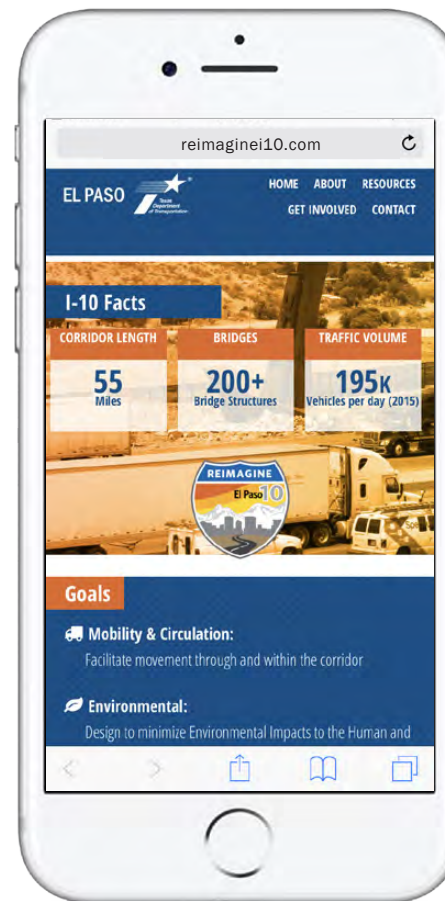 reimaginei10.com
EL PASO
Texas
Department
of Transportation
HOME ABOUT RESOURCES
GET INVOLVED CONTACT
I-10 Facts
CORRIDOR LENGTH
55
Miles
BRIDGES
200+
Bridge Structures
TRAFFIC VOLUME
195K
Vehicles per day (2015)
REIMAGINE
El Paso 10
Goals
Mobility & Circulation:
Facilitate movement through and within the corridor
Environmental:
Design to minimize Environmental Impacts to the Human and